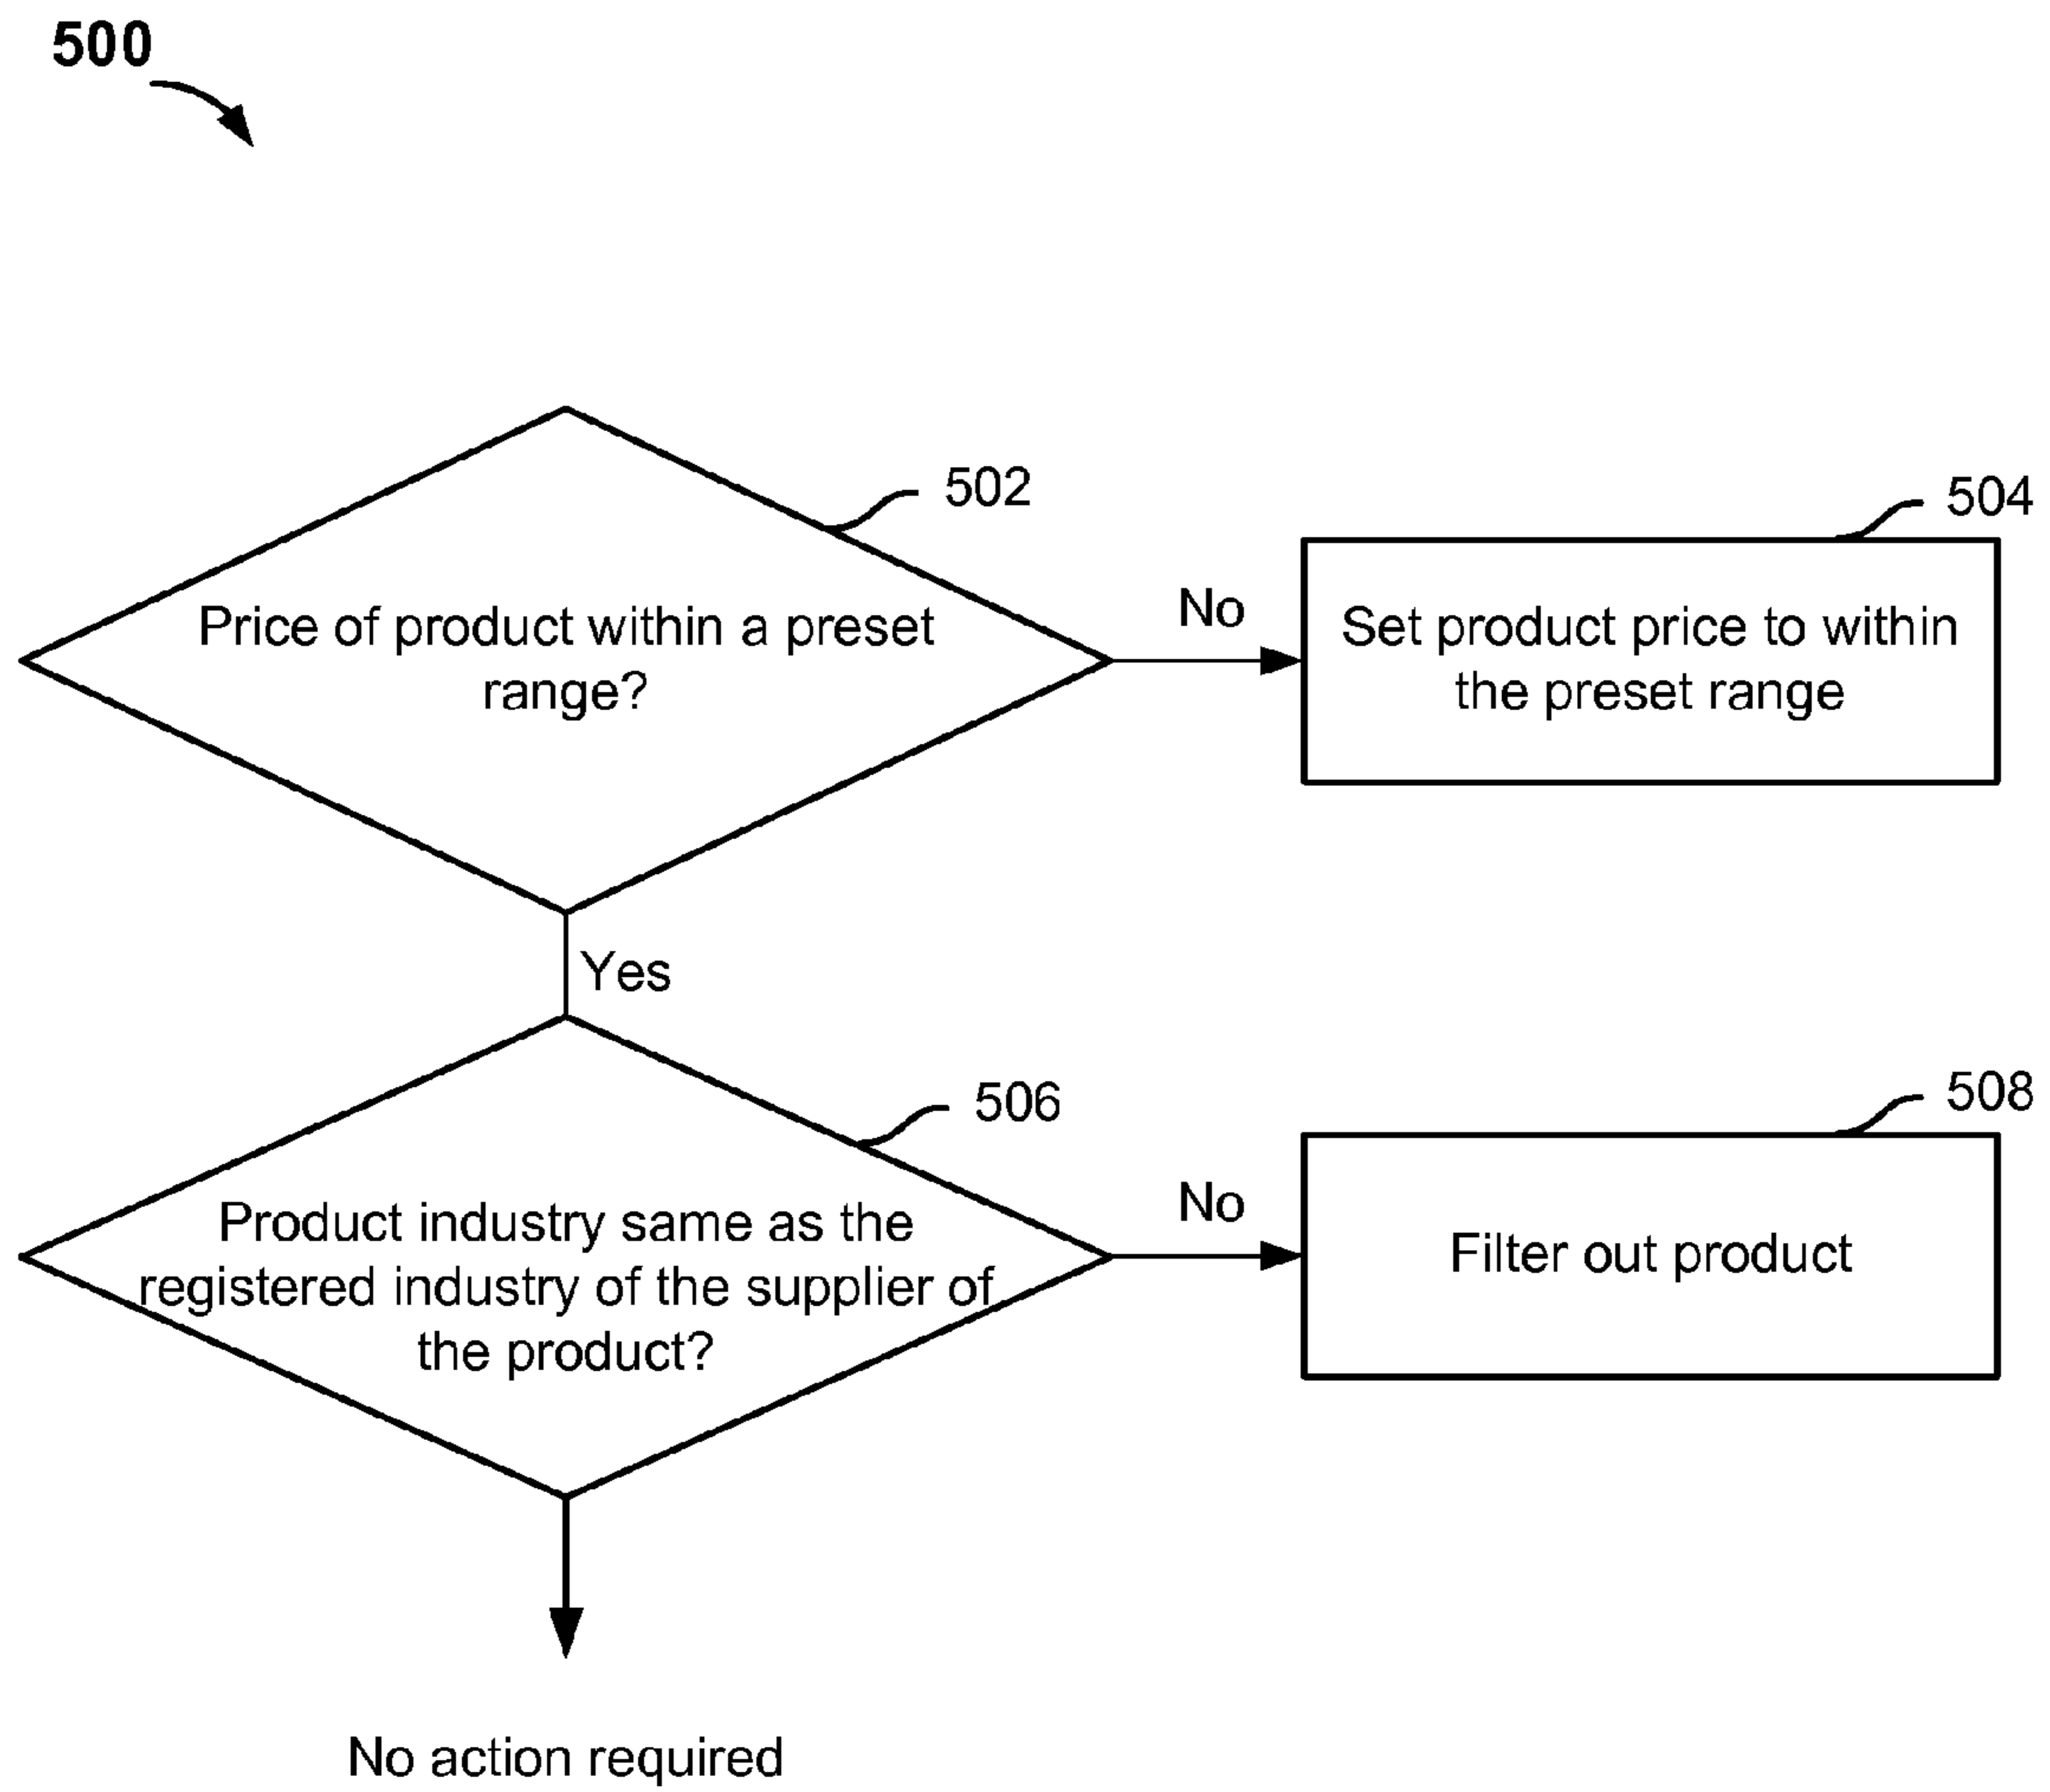 500
502
504
Price of product within a preset
range?
No
Set product price to within
the preset range
Yes
506
508
Product industry same as the
registered industry of the supplier of
the product?
No
Filter out product
No action required